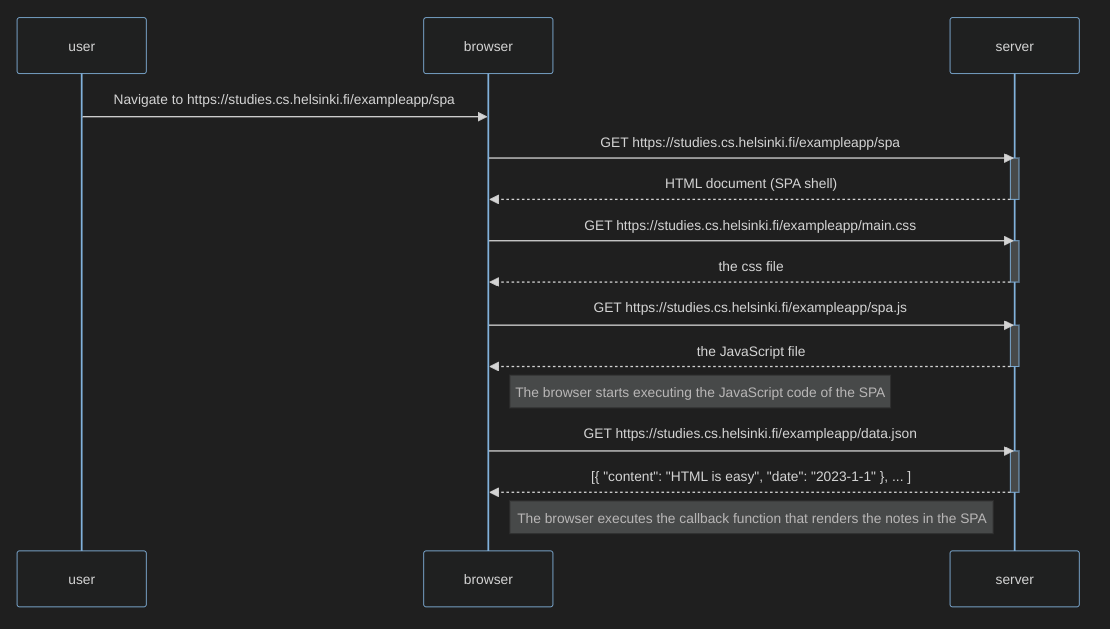 user
browser
server
Navigate to https://studies.cs.helsinki.fi/exampleapp/spa
GET https://studies.cs.helsinki.fi/exampleapp/spa
HTML document (SPA shell)
GET https://studies.cs.helsinki.fi/exampleapp/main.css
the css file
GET https://studies.cs.helsinki.fi/exampleapp/spa.js
the JavaScript file
The browser starts executing the JavaScript code of the SPA
GET https://studies.cs.helsinki.fi/exampleapp/data.json
[{ "content": "HTML is easy", "date": "2023-1-1" }, ... ]
The browser executes the callback function that renders the notes in the SPA
user
browser
server